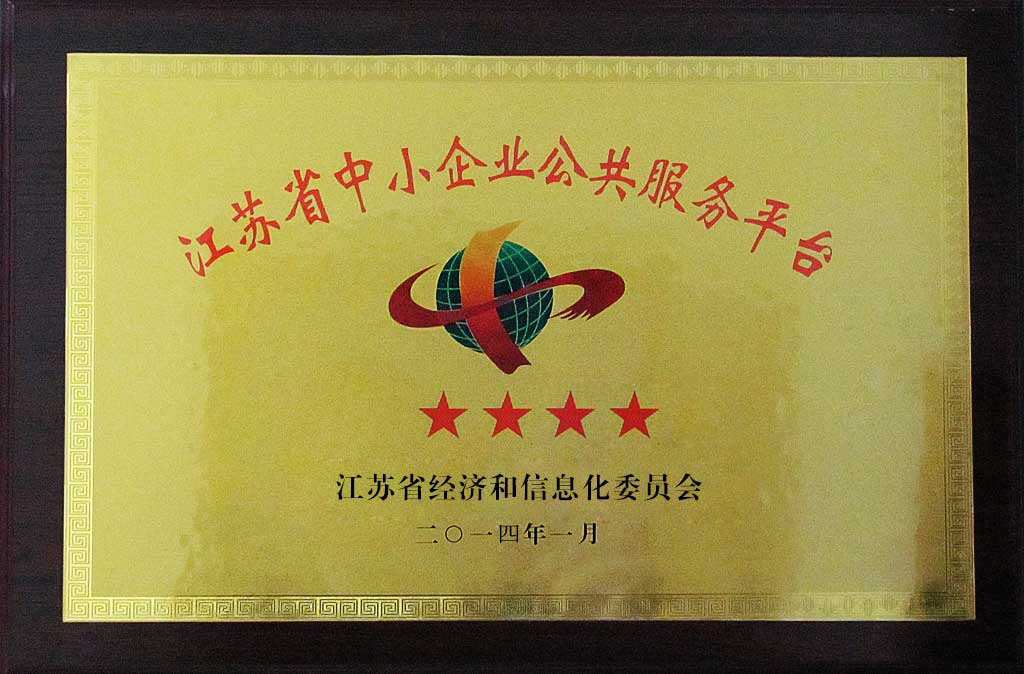 江苏省中小企业公共服务平台
江苏省经济和信息化委员会
二〇一四年一月